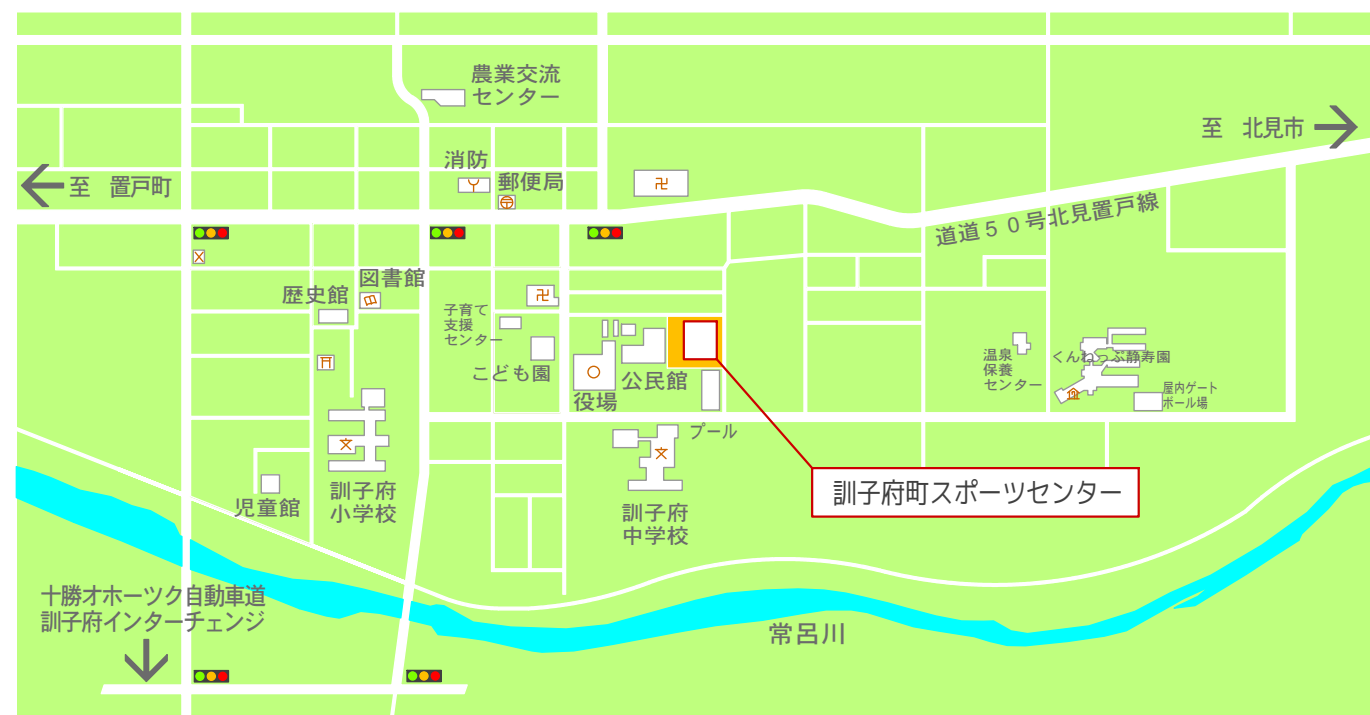 農業交流
センター
至 北見市
消防
郵便局
至 置戸町
卍
道道50号北見置戸線
図書館
歴史館
卍
子育て
支援
センター
こども園
役場
公民館
温泉
保養
センター
くんねっぷ静寿園
屋内ゲート
ボール場
プール
文
文
訓子府
小学校
児童館
訓子府
中学校
訓子府町スポーツセンター
十勝オホーツク自動車道
訓子府インターチェンジ
常呂川